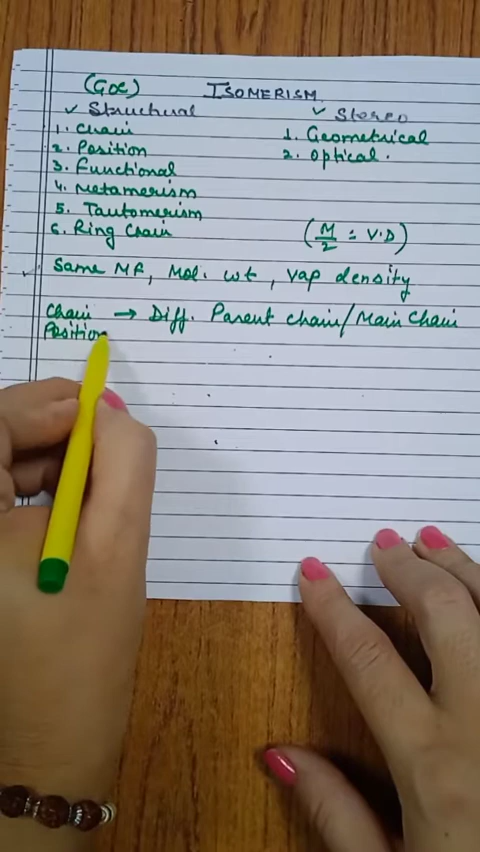 (GOC) ISOMERISM.
✓ Structural ✓ Stereo
1. Chain 1. Geometrical
2. Position 2. Optical.
3. Functional
4. Metamerism
5. Tautomerism
6. Ring Chain (M/2 = V.D)
✓ Same MF, Mol. wt, Vap density
Chain → Diff. Parent chain/Main Chain
Position